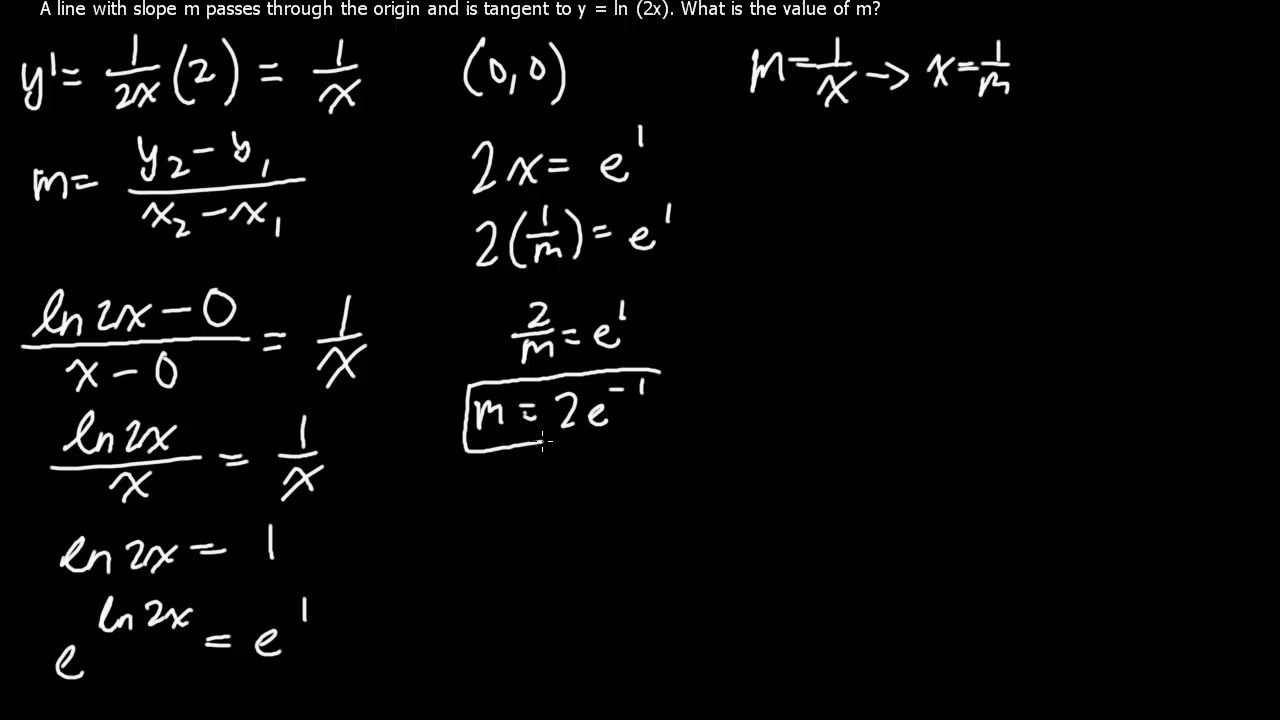 A line with slope m passes through the origin and is tangent to y = ln (2x). What is the value of m?
y' = 1/2x (2) = 1/x
m = y₂ - y₁ / x₂ - x₁
ln 2x - 0 / x - 0 = 1/x
ln 2x / x = 1/x
ln 2x = 1
e^(ln 2x) = e^1
(0, 0)
2x = e^1
2(1/m) = e^1
2/m = e^1
m = 2e^-1
m = 1/x → x = 1/m